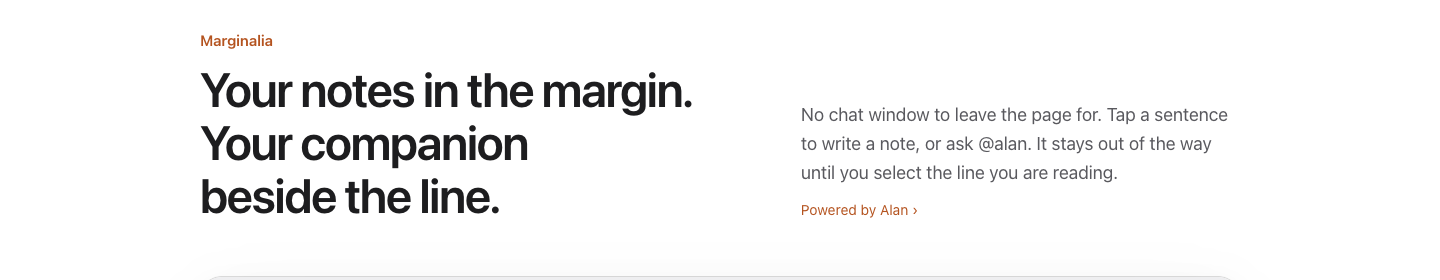 Marginalia
Your notes in the margin.
Your companion
beside the line.
No chat window to leave the page for. Tap a sentence
to write a note, or ask @alan. It stays out of the way
until you select the line you are reading.
Powered by Alan ›